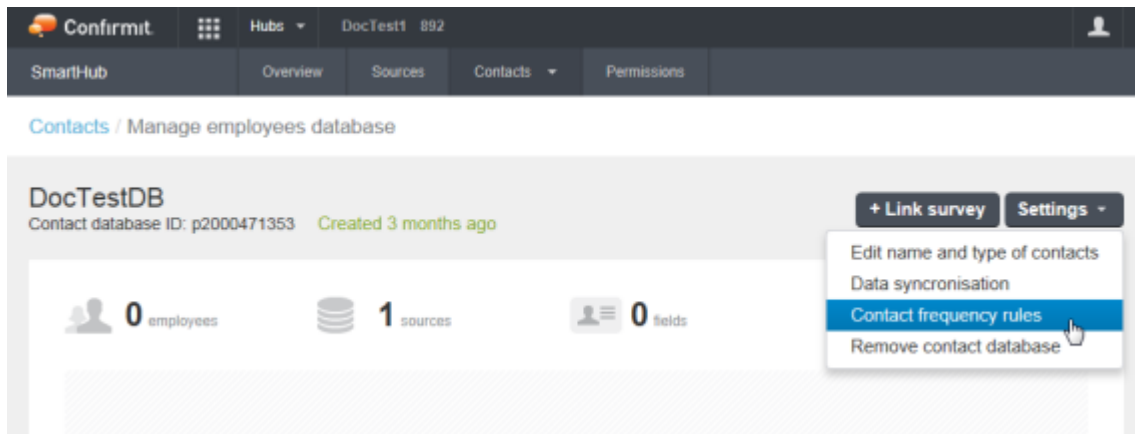 Confirmit. Hubs DocTest1 892
SmartHub Overview Sources Contacts Permissions
Contacts / Manage employees database
DocTestDB
Contact database ID: p2000471353 Created 3 months ago
+ Link survey Settings
Edit name and type of contacts
Data syncronisation
Contact frequency rules
Remove contact database
0 employees 1 sources 0 fields